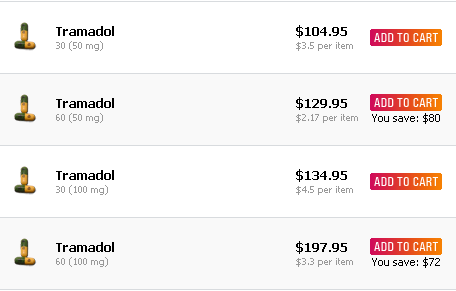 Tramadol
30 (50 mg)
$104.95
$3.5 per item
ADD TO CART
Tramadol
60 (50 mg)
$129.95
$2.17 per item
ADD TO CART
You save: $80
Tramadol
30 (100 mg)
$134.95
$4.5 per item
ADD TO CART
Tramadol
60 (100 mg)
$197.95
$3.3 per item
ADD TO CART
You save: $72